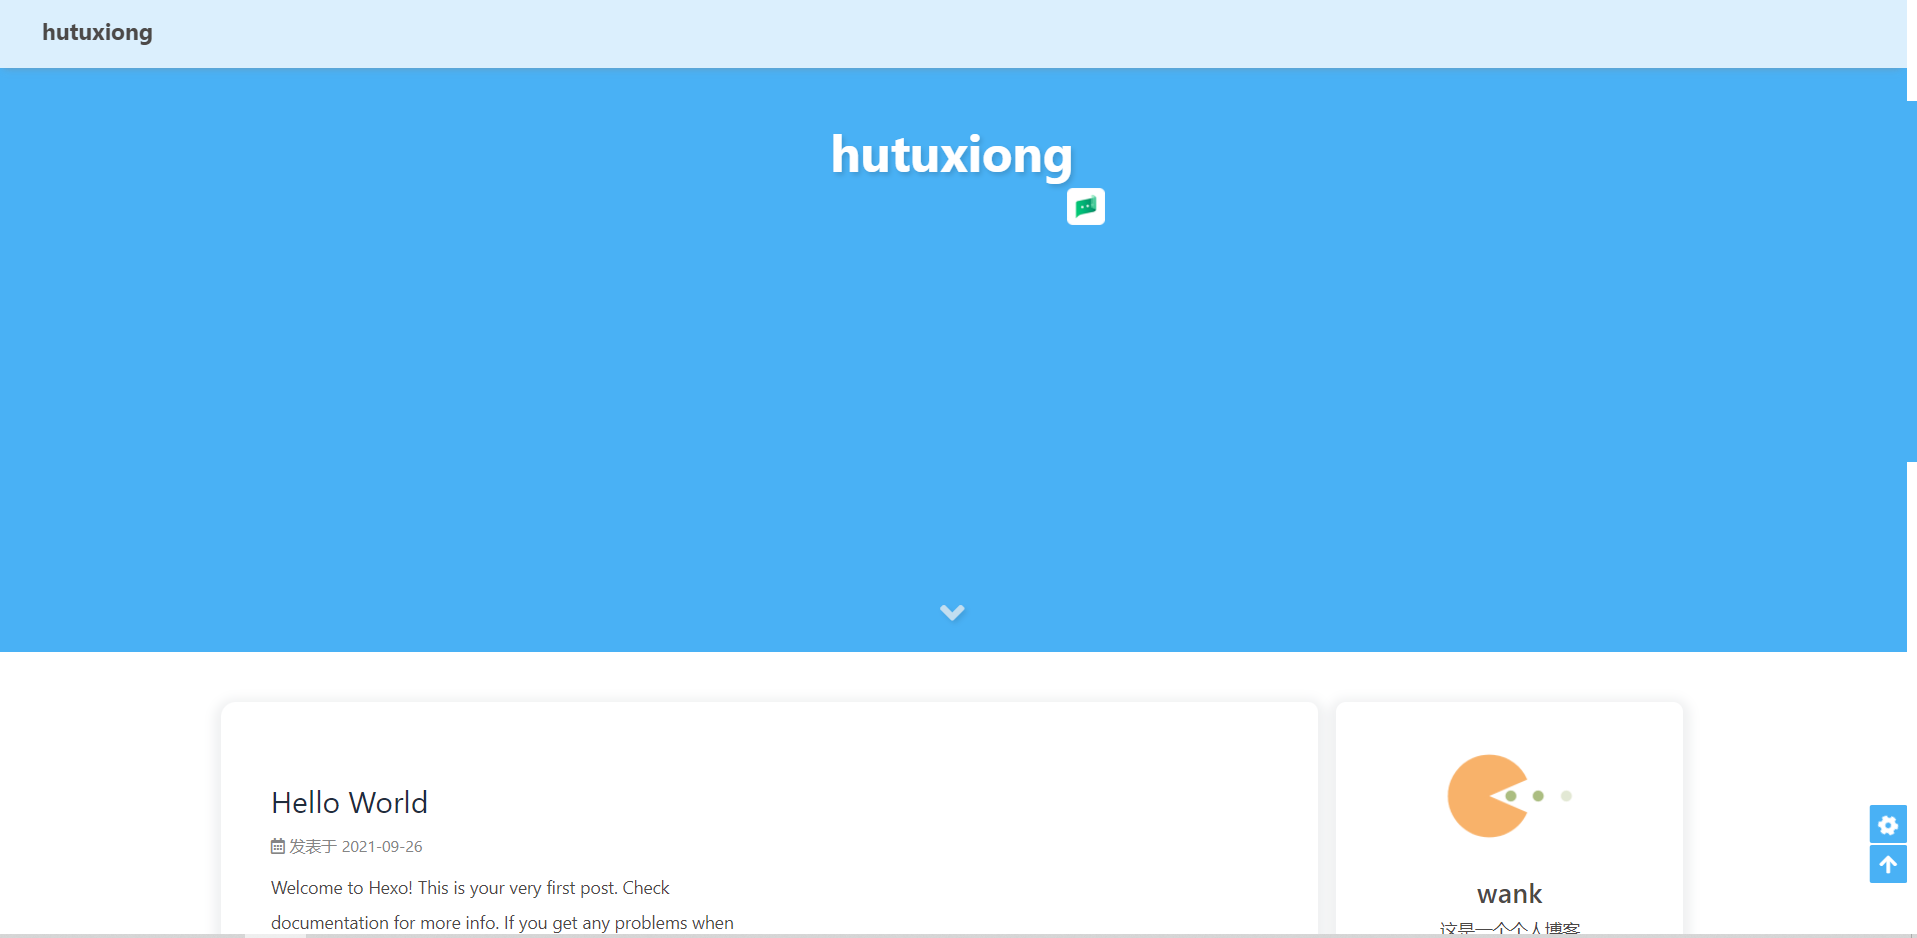 hutuxiong
hutuxiong
Hello World
发表于 2021-09-26
Welcome to Hexo! This is your very first post. Check
documentation for more info. If you get any problems when
wank
这是一个个人博客